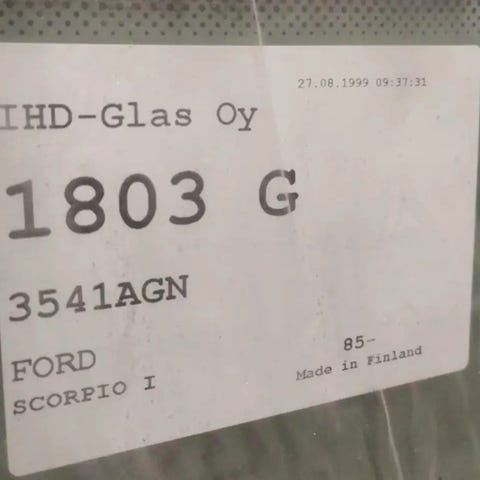 27.08.1999 09:37:31
IHD-Glas Oy
1803 G
3541AGN
FORD
SCORPIO I
85-
Made in Finland